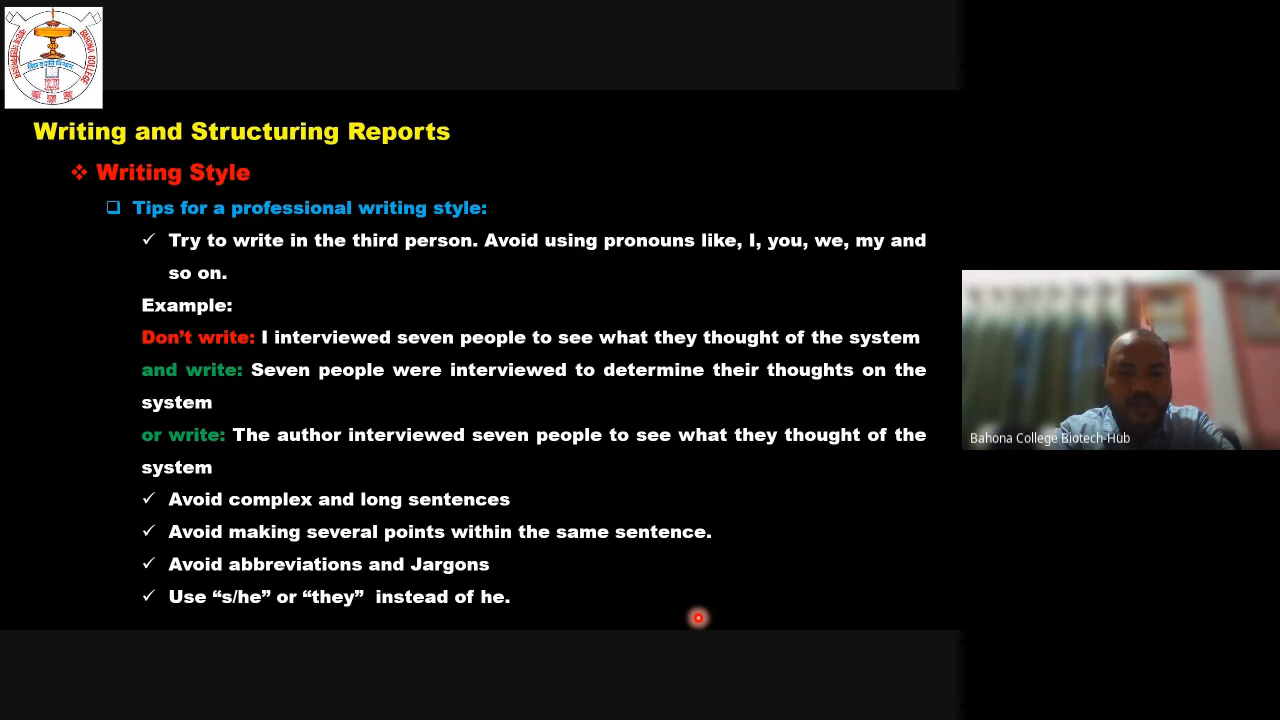 BAHONA COLLEGE
Writing and Structuring Reports
❖ Writing Style
❑ Tips for a professional writing style:
✓ Try to write in the third person. Avoid using pronouns like, I, you, we, my and
so on.
Example:
Don’t write: I interviewed seven people to see what they thought of the system
and write: Seven people were interviewed to determine their thoughts on the
system
or write: The author interviewed seven people to see what they thought of the
system
✓ Avoid complex and long sentences
✓ Avoid making several points within the same sentence.
✓ Avoid abbreviations and Jargons
✓ Use “s/he” or “they”  instead of he.
Bahona College Biotech-Hub